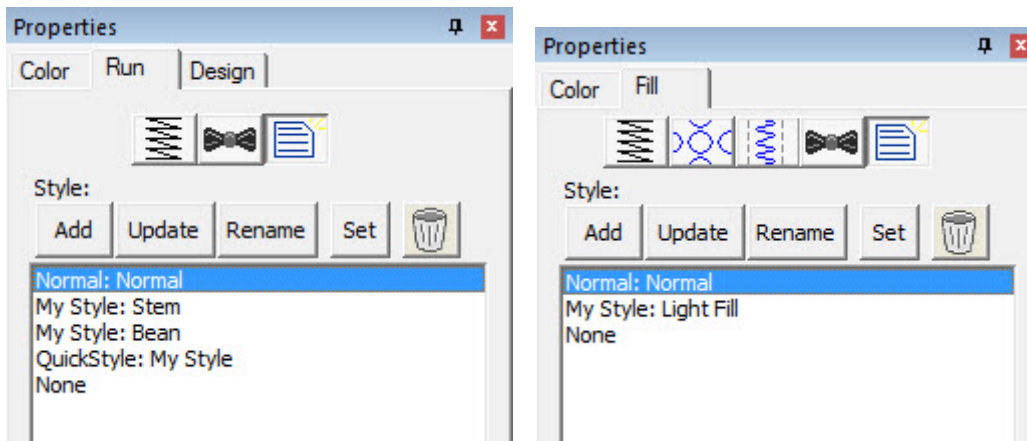 Properties
Color Run Design
Style:
Add Update Rename Set
Normal: Normal
My Style: Stem
My Style: Bean
QuickStyle: My Style
None
Properties
Color Fill
Style:
Add Update Rename Set
Normal: Normal
My Style: Light Fill
None